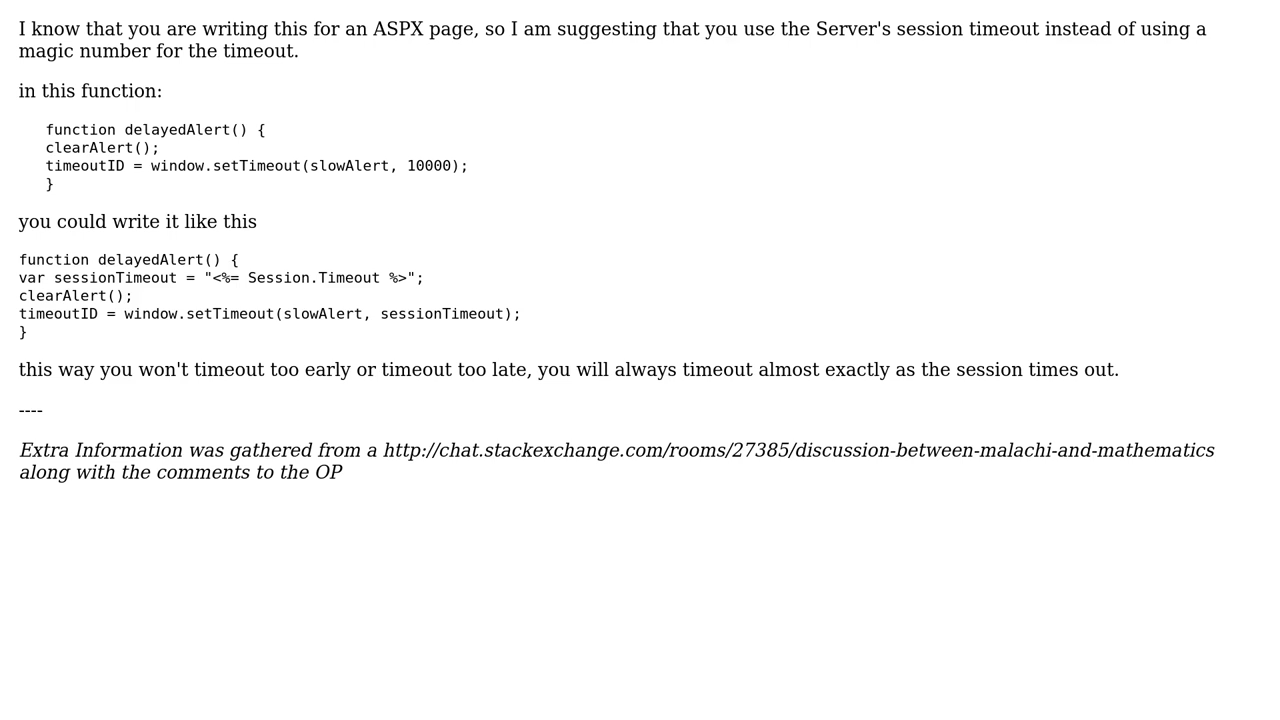 I know that you are writing this for an ASPX page, so I am suggesting that you use the Server's session timeout instead of using a
magic number for the timeout.
in this function:
function delayedAlert() {
clearAlert();
timeoutID = window.setTimeout(slowAlert, 10000);
}
you could write it like this
function delayedAlert() {
var sessionTimeout = "<%= Session.Timeout %>";
clearAlert();
timeoutID = window.setTimeout(slowAlert, sessionTimeout);
}
this way you won't timeout too early or timeout too late, you will always timeout almost exactly as the session times out.
----
Extra Information was gathered from a http://chat.stackexchange.com/rooms/27385/discussion-between-malachi-and-mathematics
along with the comments to the OP